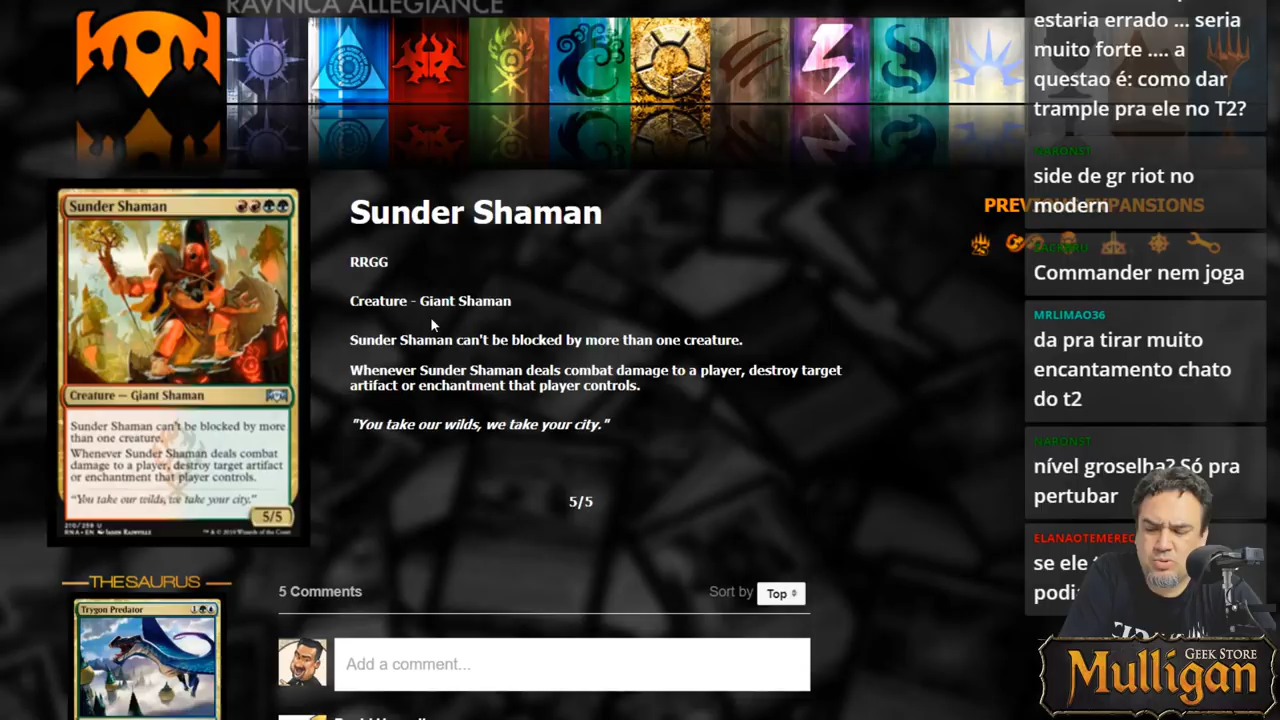 RAVNICA ALLEGIANCE
Sunder Shaman
Creature — Giant Shaman
Sunder Shaman can't be blocked by more
than one creature.
Whenever Sunder Shaman deals combat
damage to a player, destroy target artifact
or enchantment that player controls.
"You take our wilds, we take your city."
5/5
Sunder Shaman
RRGG
Creature - Giant Shaman
Sunder Shaman can't be blocked by more than one creature.
Whenever Sunder Shaman deals combat damage to a player, destroy target
artifact or enchantment that player controls.
"You take our wilds, we take your city."
5/5
THESAURUS
Trygon Predator
5 Comments
Sort by Top
Add a comment...
PREVIOUS EXPANSIONS
estaria errado ... seria
muito forte .... a
questao é: como dar
trample pra ele no T2?
NARONST
side de gr riot no
modern
Commander nem joga
MRLIMAO36
da pra tirar muito
encantamento chato
do t2
NARONST
nível groselha? Só pra
pertubar
se ele
GEEK STORE
Mulligan